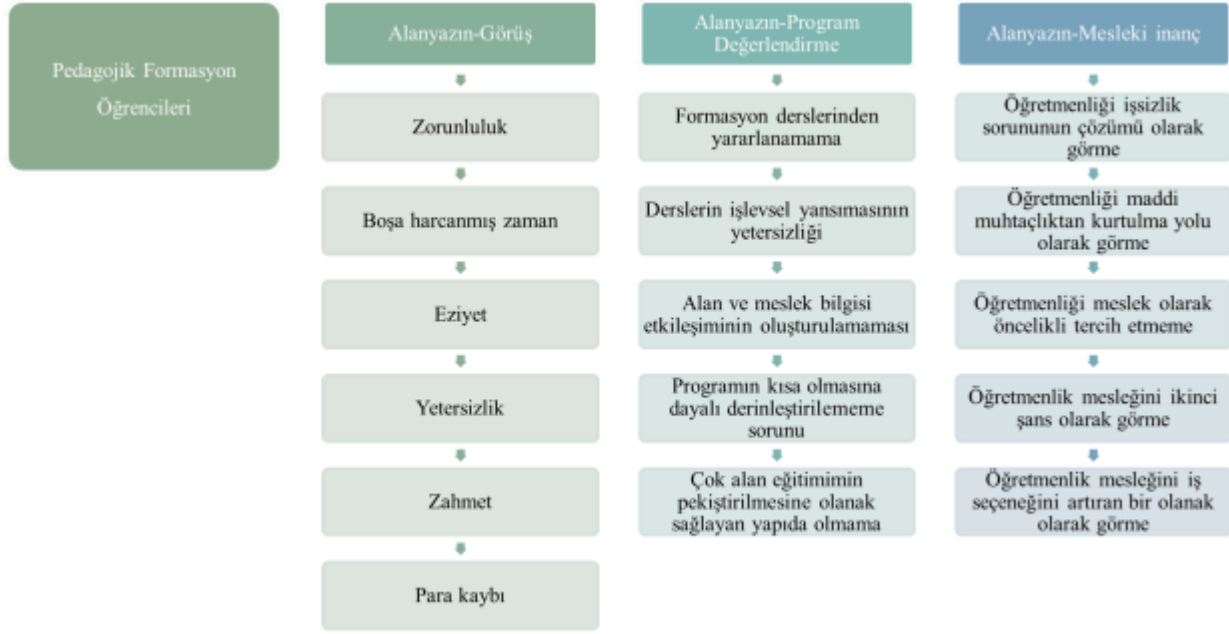 Pedagojik Formasyon
Öğrencileri
Alanyazın-Görüş
Zorunluluk
Boşa harcanmış zaman
Eziyet
Yetersizlik
Zahmet
Para kaybı
Alanyazın-Program
Değerlendirme
Formasyon derslerinden
yararlanamama
Derslerin işlevsel yansımasının
yetersizliği
Alan ve meslek bilgisi
etkileşiminin oluşturulamaması
Programın kısa olmasına
dayalı derinleştirilememe
sorunu
Çok alan eğitimimin
pekiştirilmesine olanak
sağlayan yapıda olmama
Alanyazın-Mesleki inanç
Öğretmenliği işsizlik
sorununun çözümü olarak
görme
Öğretmenliği maddi
muhtaçlıktan kurtulma yolu
olarak görme
Öğretmenliği meslek olarak
öncelikli tercih etmeme
Öğretmenlik mesleğini ikinci
şans olarak görme
Öğretmenlik mesleğini iş
seçeneğini artıran bir olanak
olarak görme